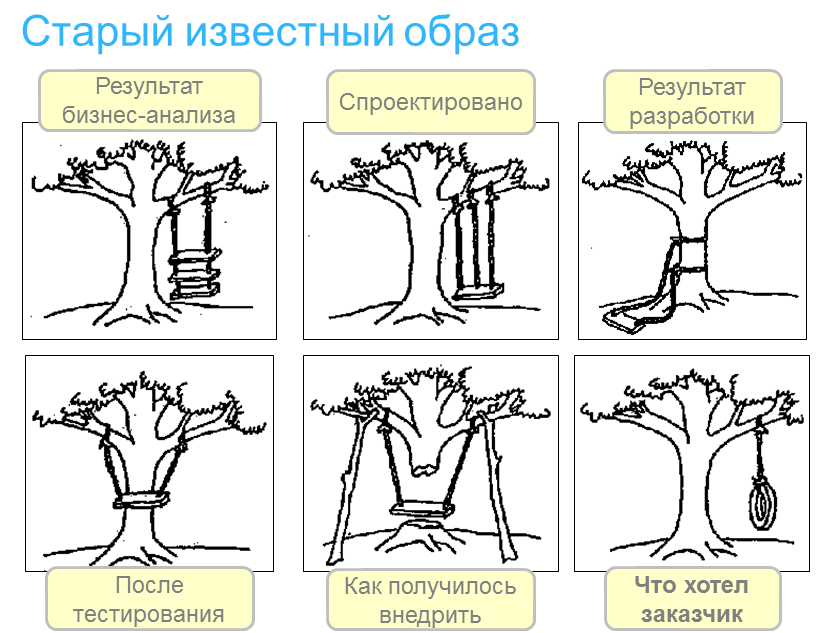 Старый известный образ
Результат
бизнес-анализа
Спроектировано
Результат
разработки
После
тестирования
Как получилось
внедрить
Что хотел
заказчик